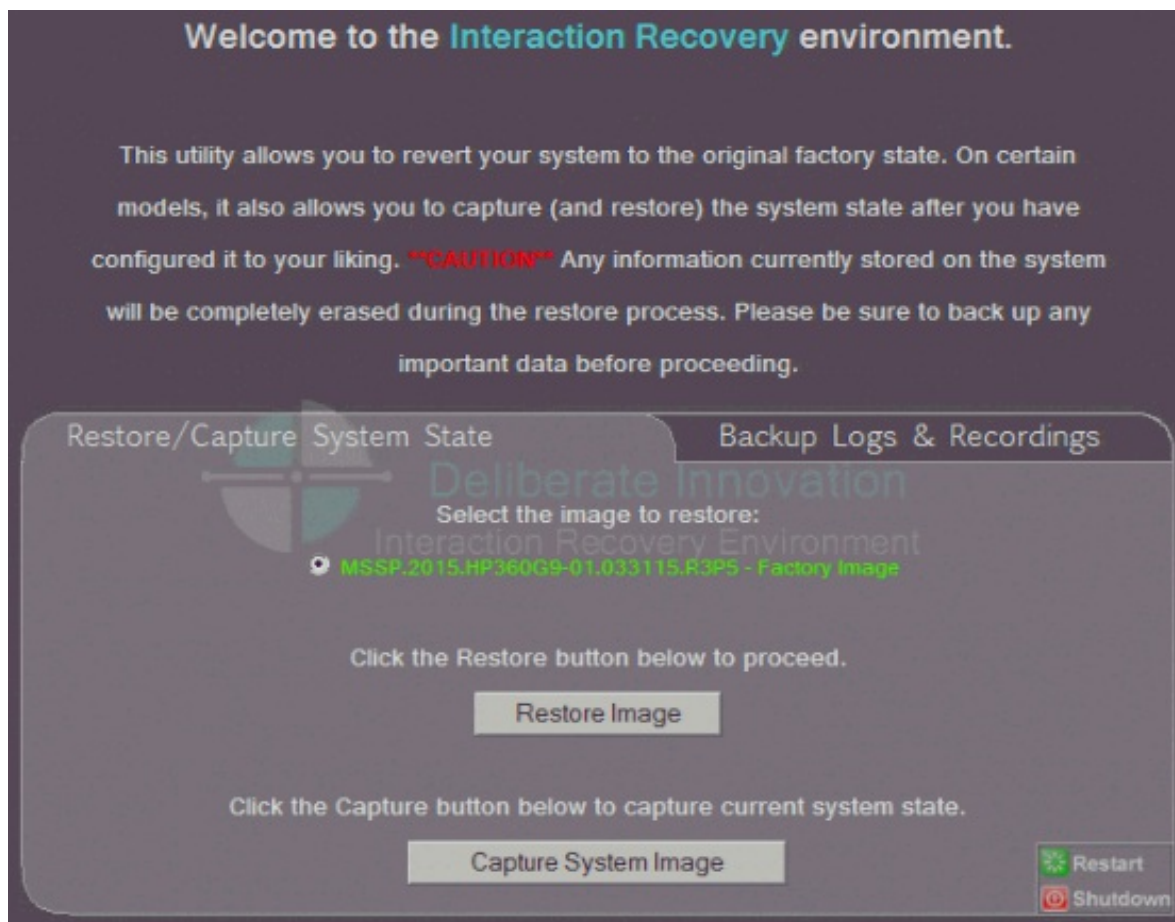 Welcome to the Interaction Recovery environment.
This utility allows you to revert your system to the original factory state. On certain
models, it also allows you to capture (and restore) the system state after you have
configured it to your liking. **CAUTION** Any information currently stored on the system
will be completely erased during the restore process. Please be sure to back up any
important data before proceeding.
Restore/Capture System State
Backup Logs & Recordings
Deliberate Innovation
Select the image to restore:
Interaction Recovery Environment
MSSP.2015.HP360G9-01.033115.R3P5 - Factory Image
Click the Restore button below to proceed.
Restore Image
Click the Capture button below to capture current system state.
Capture System Image
Restart
Shutdown